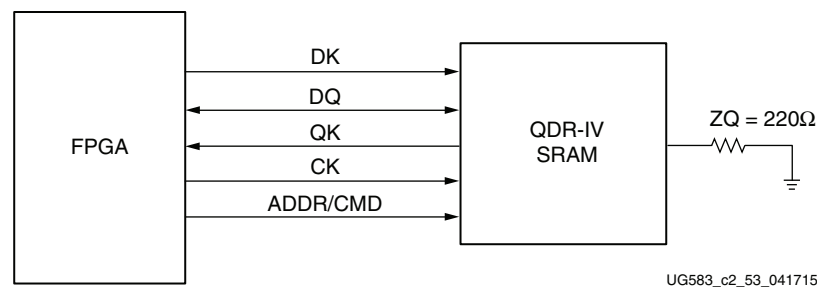 DK
DQ
QK
CK
ADDR/CMD
FPGA
QDR-IV
SRAM
ZQ = 220Ω
UG583_c2_53_041715